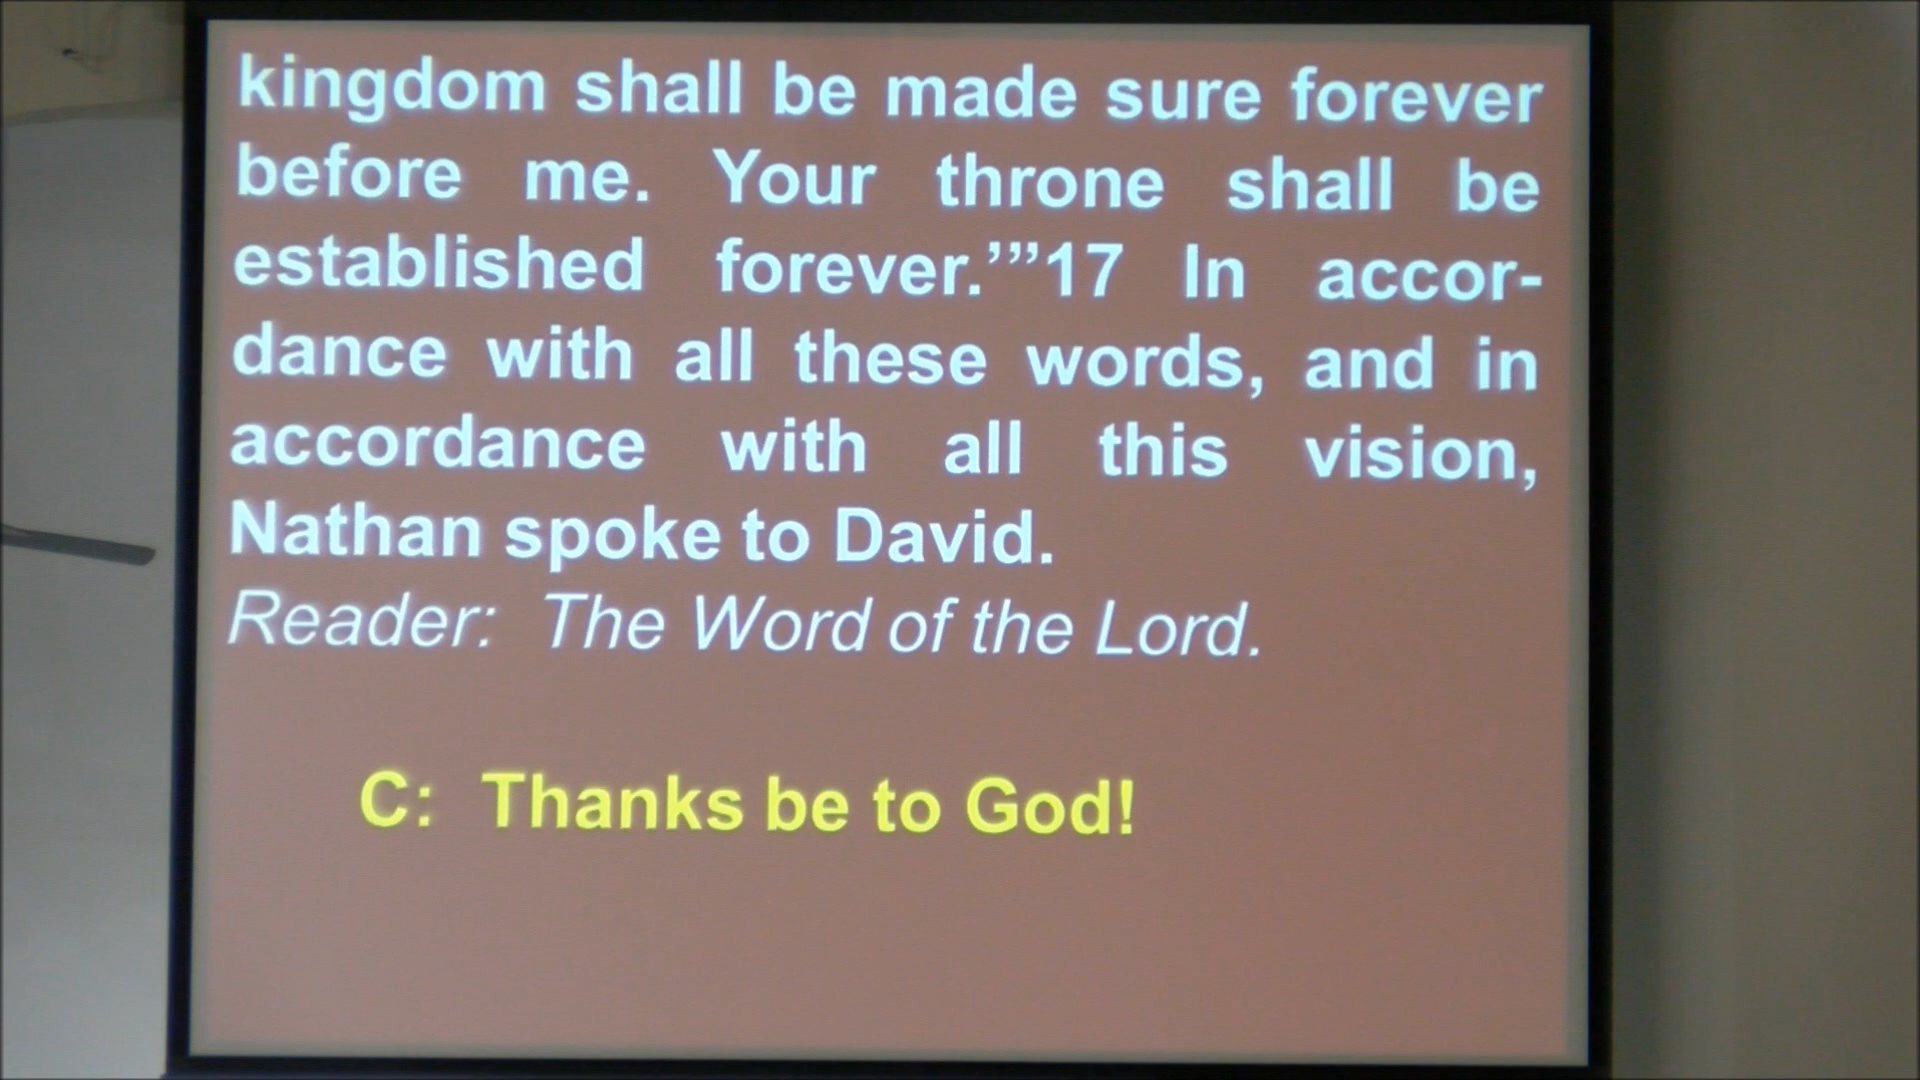 kingdom shall be made sure forever
before me. Your throne shall be
established forever.’”’17 In accor-
dance with all these words, and in
accordance with all this vision,
Nathan spoke to David.
Reader: The Word of the Lord.
C: Thanks be to God!